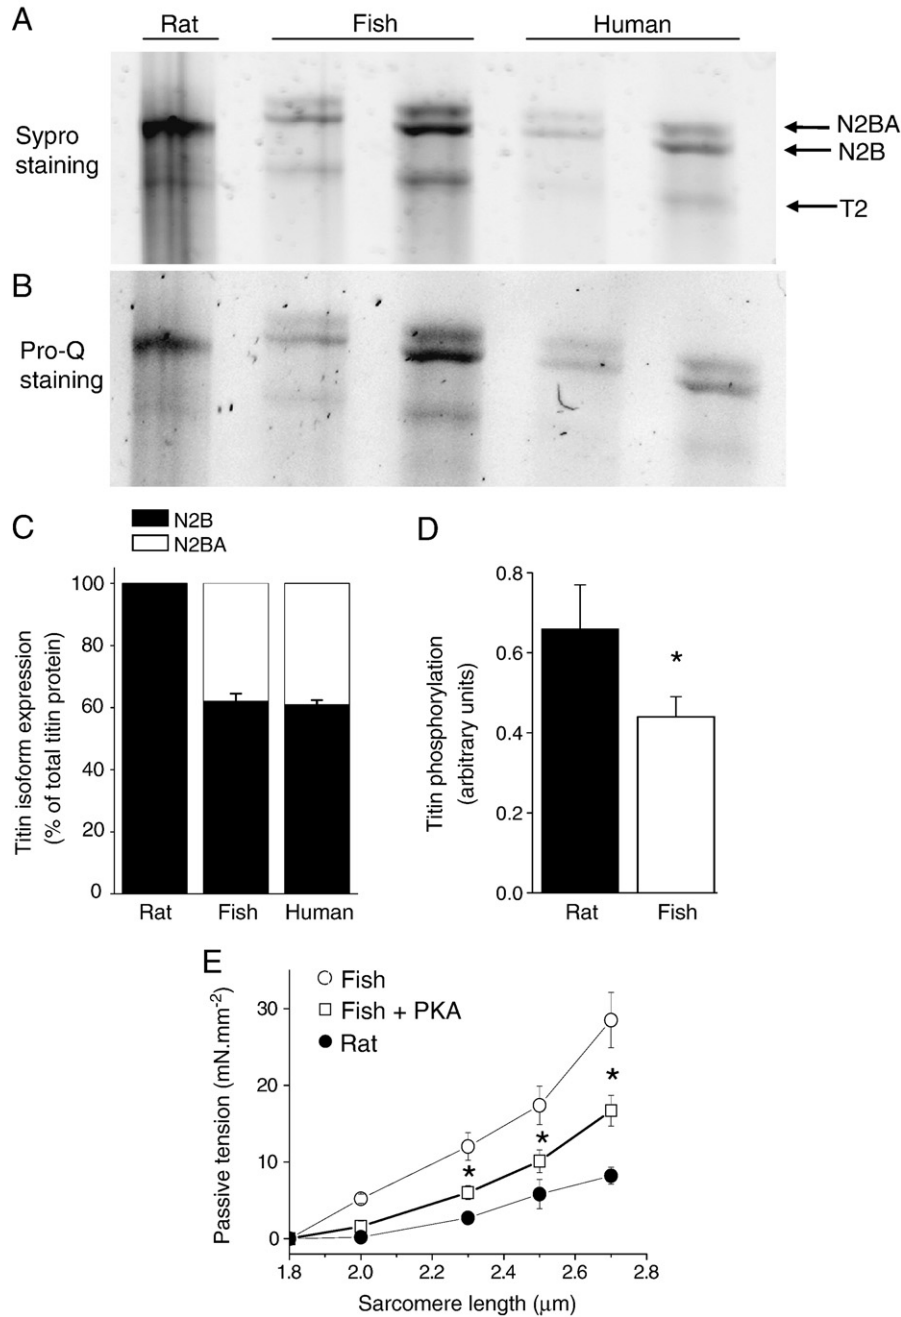 A
Rat Fish Human
Sypro
staining
N2BA
N2B
T2
B
Pro-Q
staining
C
N2B
N2BA
Titin isoform expression
(% of total titin protein)
100
80
60
40
20
0
Rat Fish Human
D
Titin phosphorylation
(arbitrary units)
0.8
0.6
*
0.4
0.2
0.0
Rat Fish
E
Fish
Fish + PKA
Rat
Passive tension (mN.mm-2)
30
20
10
0
*
*
*
1.8 2.0 2.2 2.4 2.6 2.8
Sarcomere length (μm)